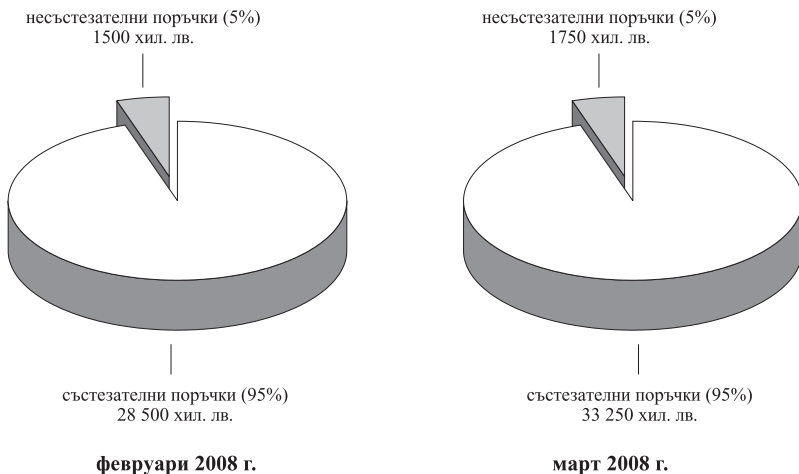 несъстезателни поръчки (5%)
1500 хил. лв.
състезателни поръчки (95%)
28 500 хил. лв.
февруари 2008 г.
несъстезателни поръчки (5%)
1750 хил. лв.
състезателни поръчки (95%)
33 250 хил. лв.
март 2008 г.